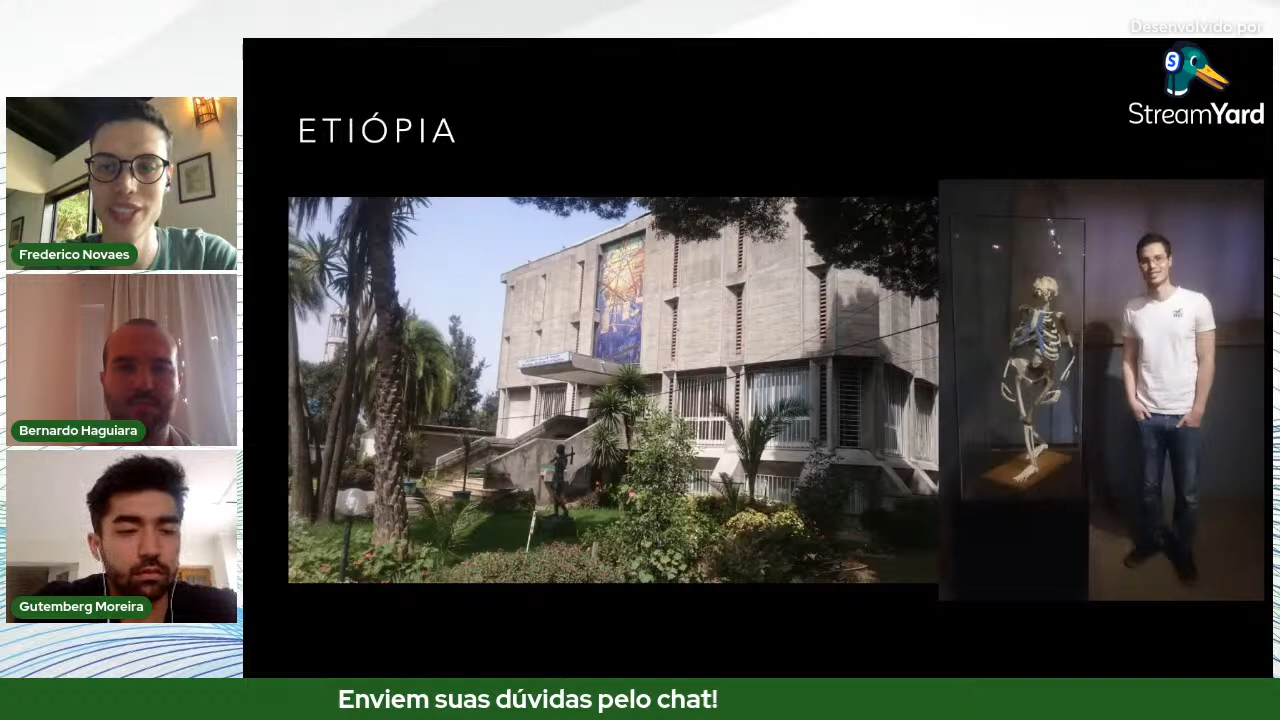 Desenvolvido por
StreamYard
ETIÓPIA
Frederico Novaes
Bernardo Haguiara
Gutemberg Moreira
Enviem suas dúvidas pelo chat!